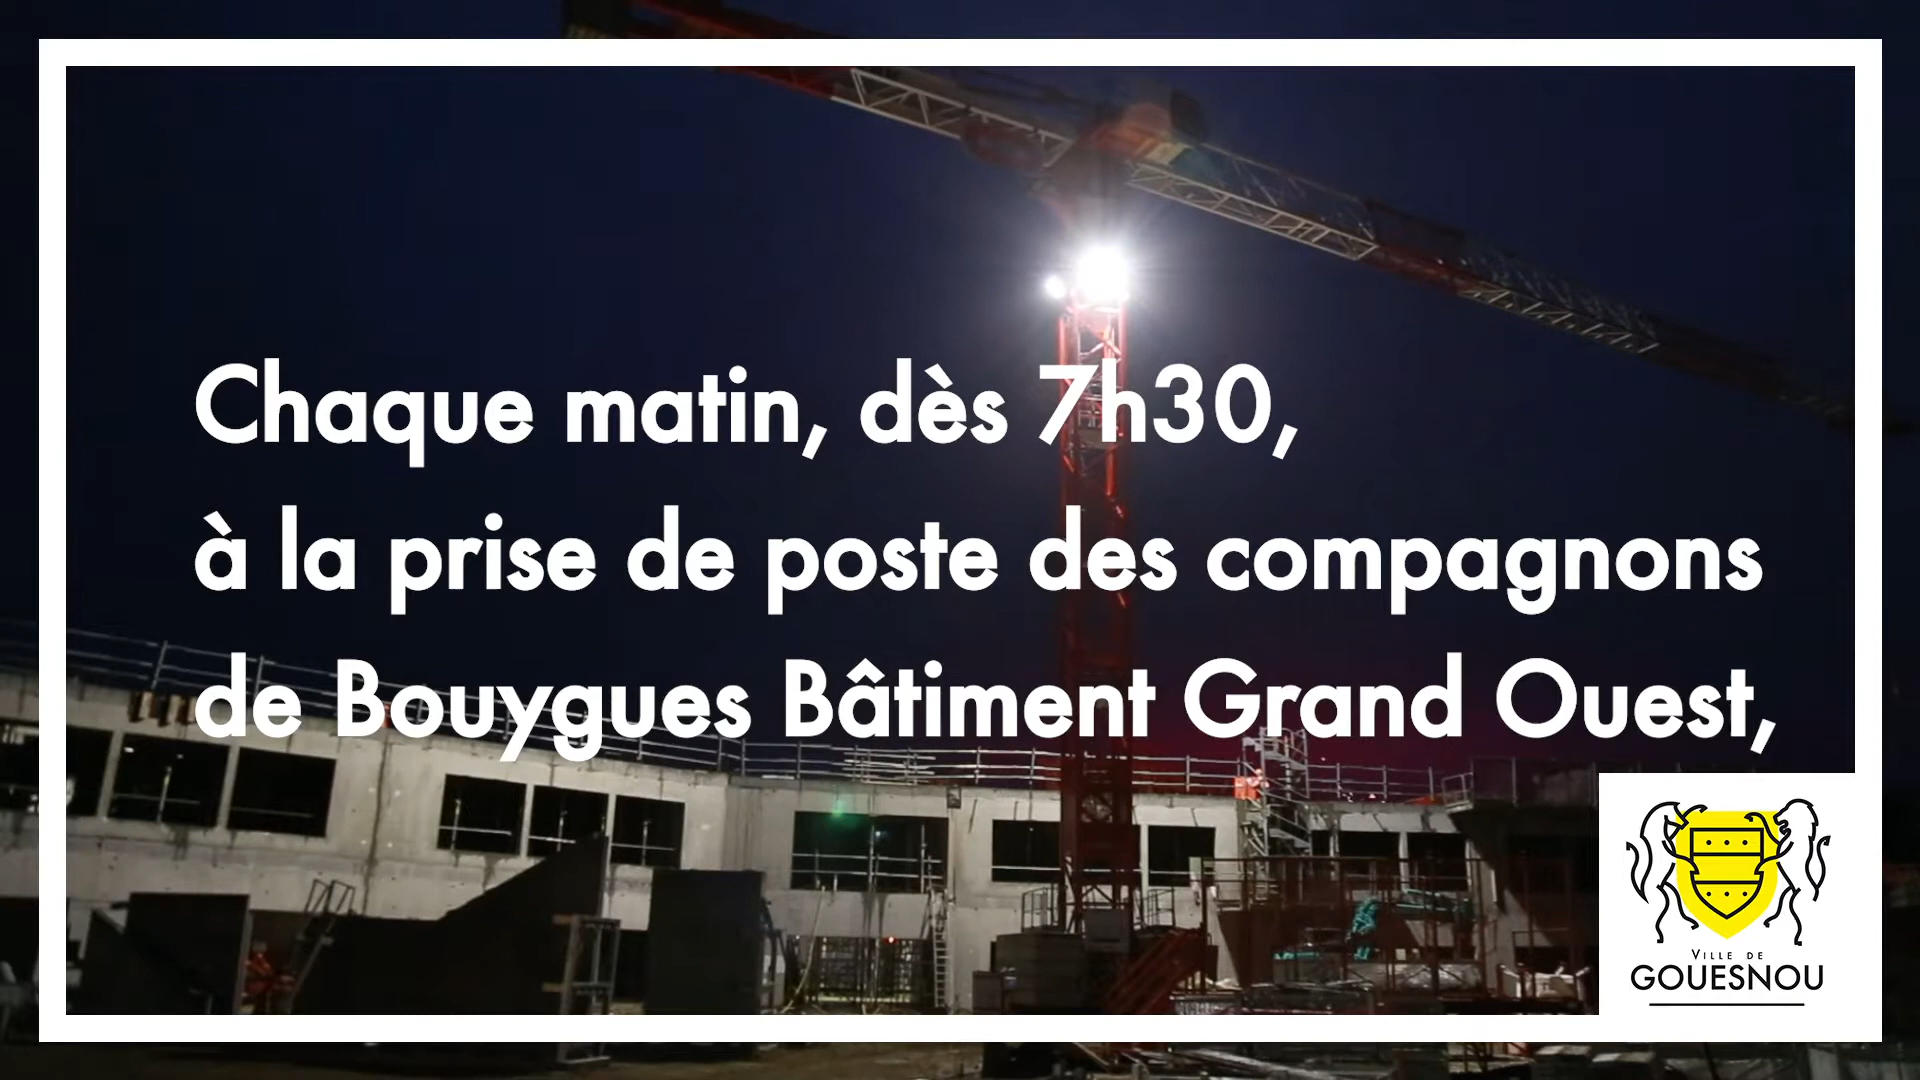 Chaque matin, dès 7h30,
à la prise de poste des compagnons
de Bouygues Bâtiment Grand Ouest,
VILLE DE
GOUESNOU